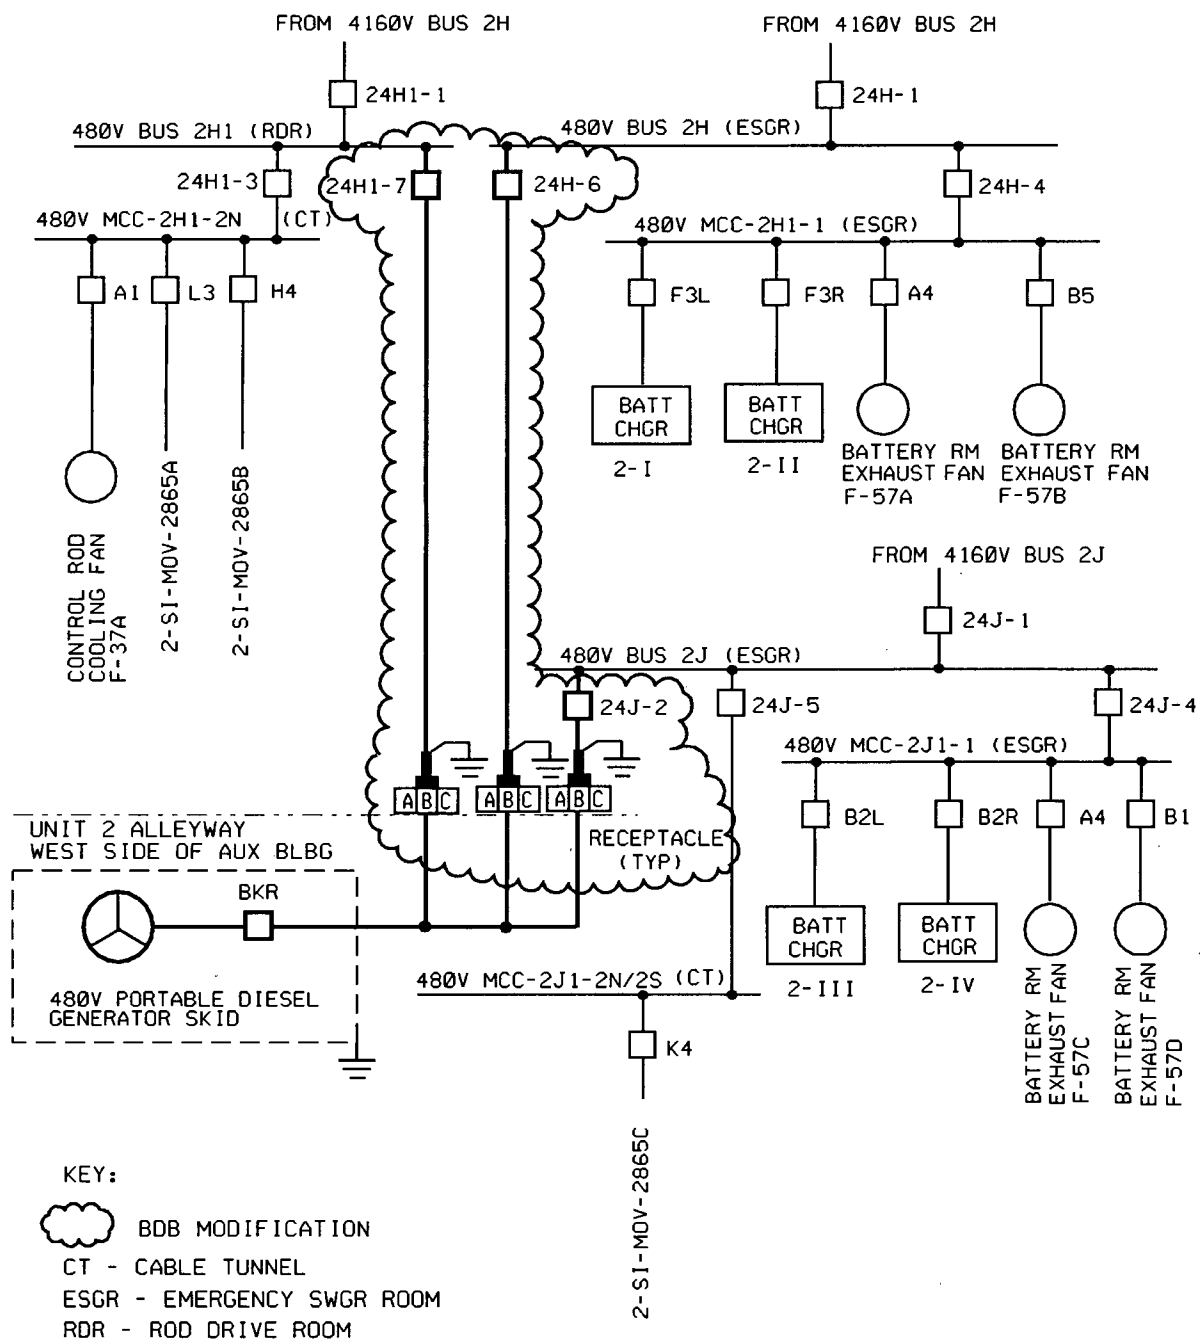 FROM 4160V BUS 2H
FROM 4160V BUS 2H
24H1-1
24H-1
480V BUS 2H1 (RDR)
480V BUS 2H (ESGR)
24H1-3
24H1-7
24H-6
24H-4
480V MCC-2H1-2N (CT)
480V MCC-2H1-1 (ESGR)
A1
L3
H4
F3L
F3R
A4
B5
BATT
CHGR
2-I
BATT
CHGR
2-II
BATTERY RM
EXHAUST FAN
F-57A
BATTERY RM
EXHAUST FAN
F-57B
CONTROL ROD
COOLING FAN
F-37A
2-SI-MOV-2865A
2-SI-MOV-2865B
FROM 4160V BUS 2J
24J-1
480V BUS 2J (ESGR)
24J-2
24J-5
24J-4
480V MCC-2J1-1 (ESGR)
A B C
A B C
A B C
B2L
B2R
A4
B1
UNIT 2 ALLEYWAY
WEST SIDE OF AUX BLBG
RECEPTACLE
(TYP)
BKR
480V PORTABLE DIESEL
GENERATOR SKID
BATT
CHGR
2-III
BATT
CHGR
2-IV
BATTERY RM
EXHAUST FAN
F-57C
BATTERY RM
EXHAUST FAN
F-57D
480V MCC-2J1-2N/2S (CT)
K4
2-SI-MOV-2865C
KEY:
BDB MODIFICATION
CT - CABLE TUNNEL
ESGR - EMERGENCY SWGR ROOM
RDR - ROD DRIVE ROOM